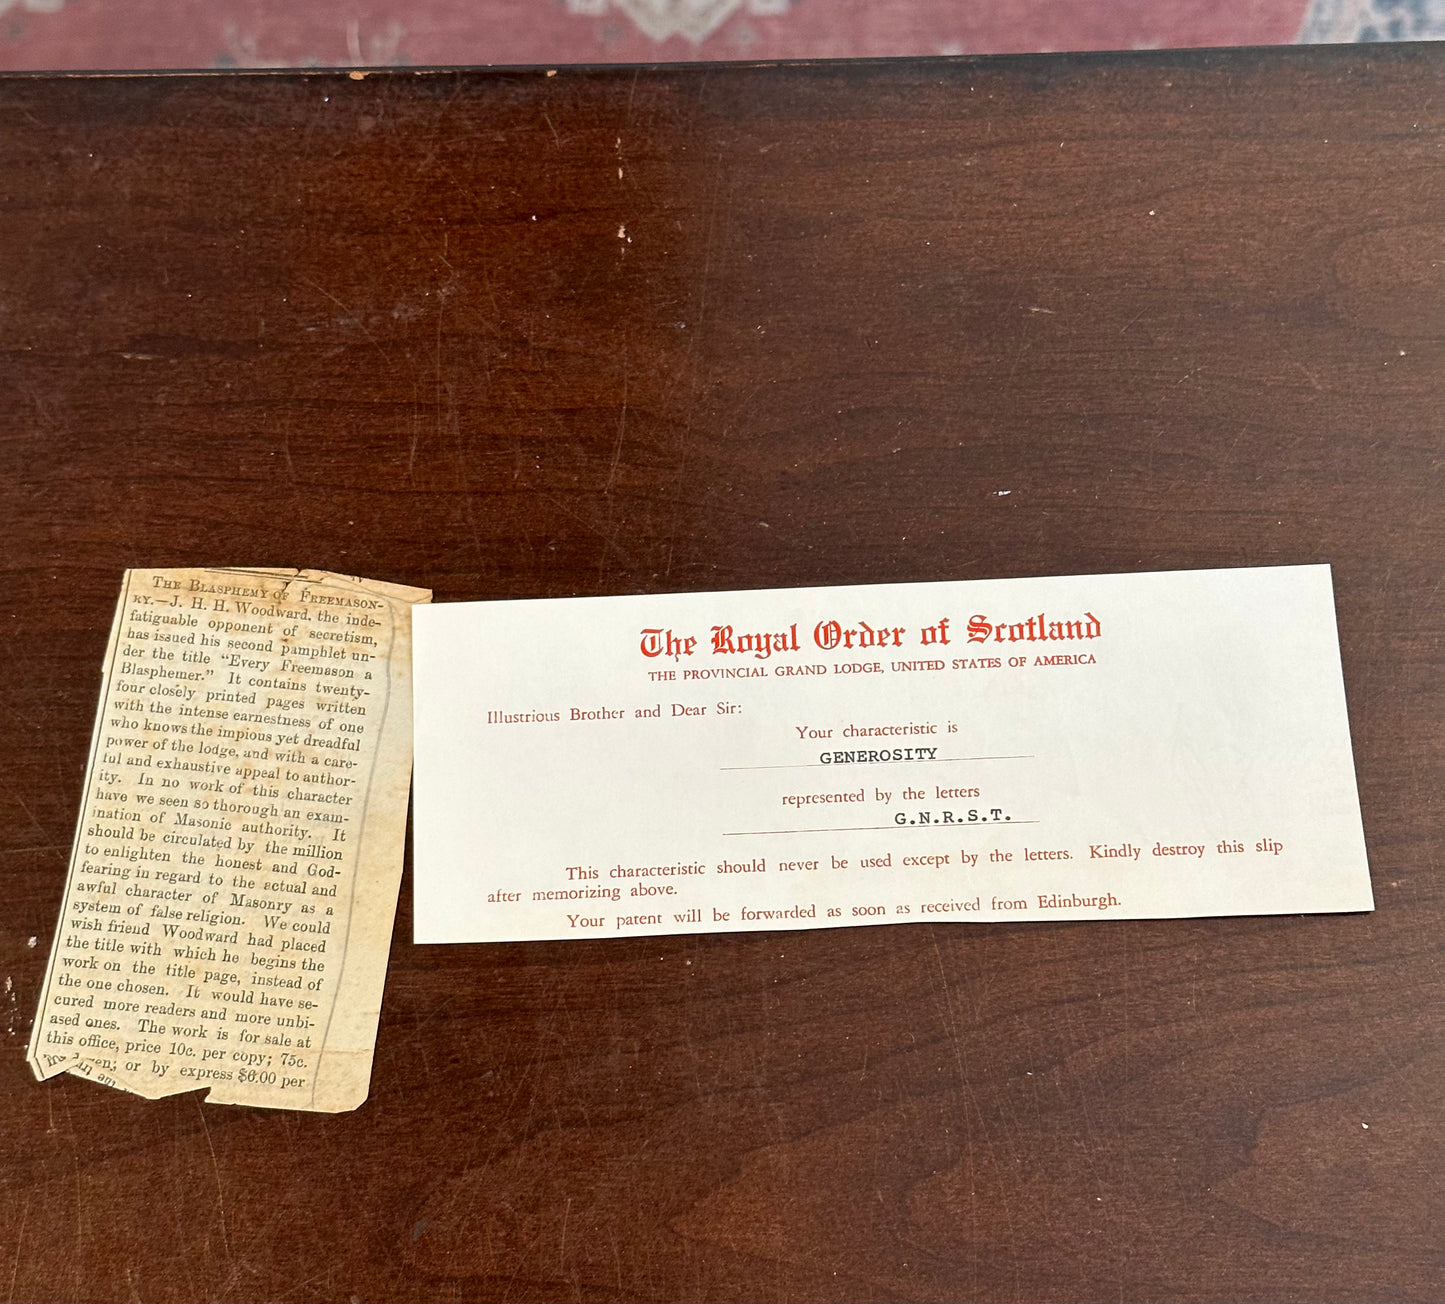 THE BLASPHEMY OF FREEMASON-
RY.—J. H. H. Woodward, the inde-
fatiguable opponent of secretism,
has issued his second pamphlet un-
der the title "Every Freemason a
Blasphemer." It contains twenty-
four closely printed pages written
with the intense earnestness of one
who knows the impious yet dreadful
power of the lodge, and with a care-
ful and exhaustive appeal to author-
ity. In no work of this character
have we seen so thorough an exam-
ination of Masonic authority. It
should be circulated by the million
to enlighten the honest and God-
fearing in regard to the actual and
awful character of Masonry as a
system of false religion. We could
wish friend Woodward had placed
the title with which he begins the
work on the title page, instead of
the one chosen. It would have se-
cured more readers and more unbi-
ased ones. The work is for sale at
this office, price 10c. per copy; 75c.
or by express $6.00 per
The Royal Order of Scotland
THE PROVINCIAL GRAND LODGE, UNITED STATES OF AMERICA
Illustrious Brother and Dear Sir:
Your characteristic is
GENEROSITY
represented by the letters
G.N.R.S.T.
This characteristic should never be used except by the letters. Kindly destroy this slip
after memorizing above.
Your patent will be forwarded as soon as received from Edinburgh.